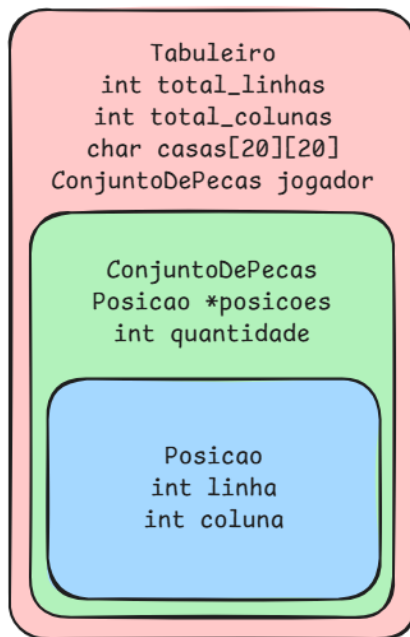 Tabuleiro
int total_linhas
int total_colunas
char casas[20][20]
ConjuntoDePecas jogador
ConjuntoDePecas
Posicao *posicoes
int quantidade
Posicao
int linha
int coluna